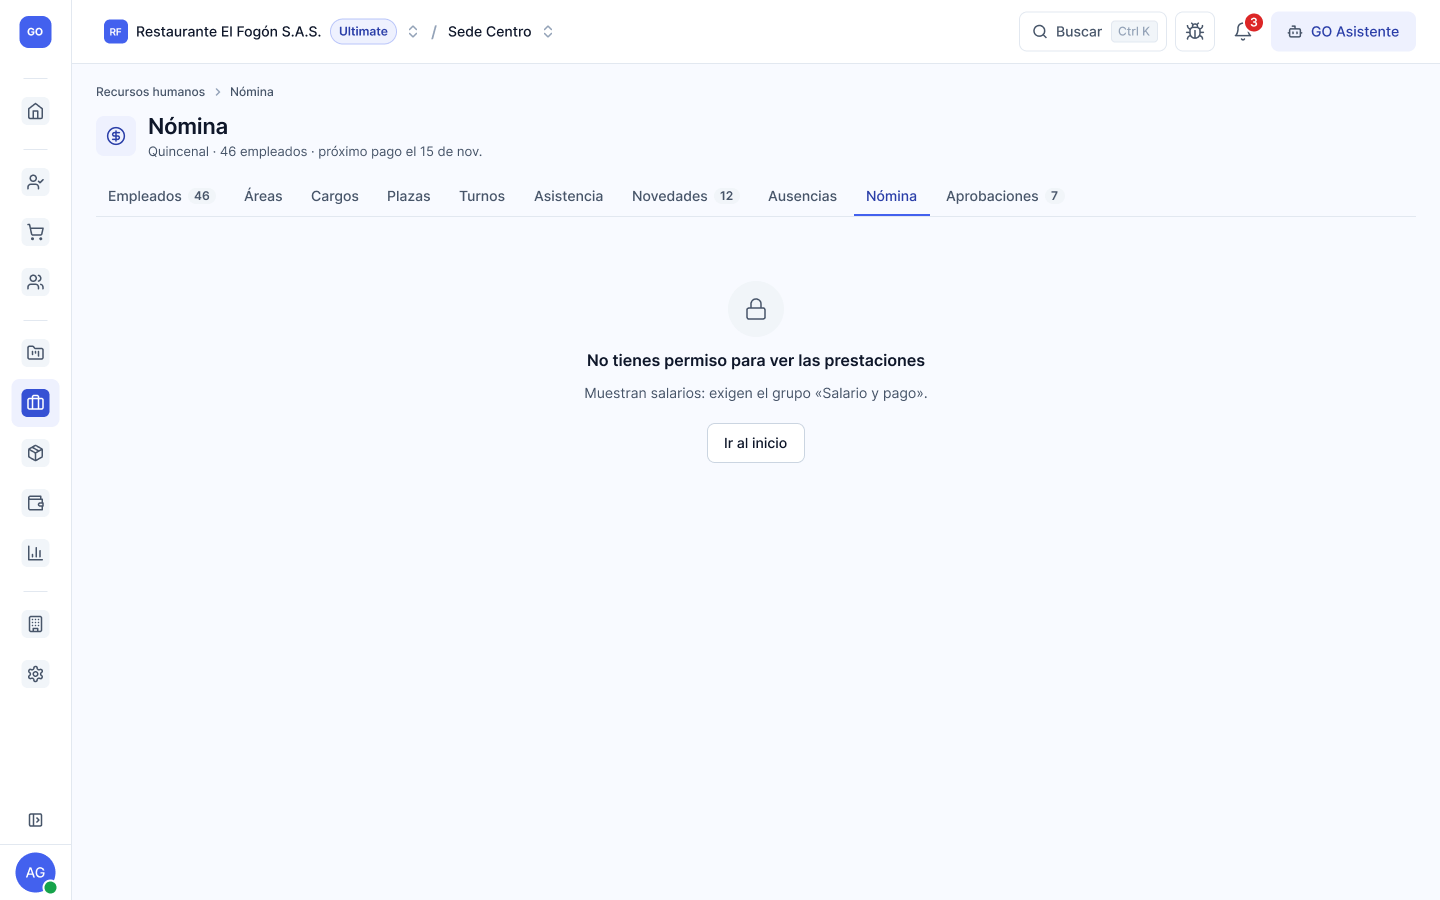 GO
RF Restaurante El Fogón S.A.S. Ultimate / Sede Centro
Buscar Ctrl K
3
GO Asistente
Recursos humanos > Nómina
Nómina
Quincenal · 46 empleados · próximo pago el 15 de nov.
Empleados 46 Áreas Cargos Plazas Turnos Asistencia Novedades 12 Ausencias Nómina Aprobaciones 7
No tienes permiso para ver las prestaciones
Muestran salarios: exigen el grupo «Salario y pago».
Ir al inicio
AG